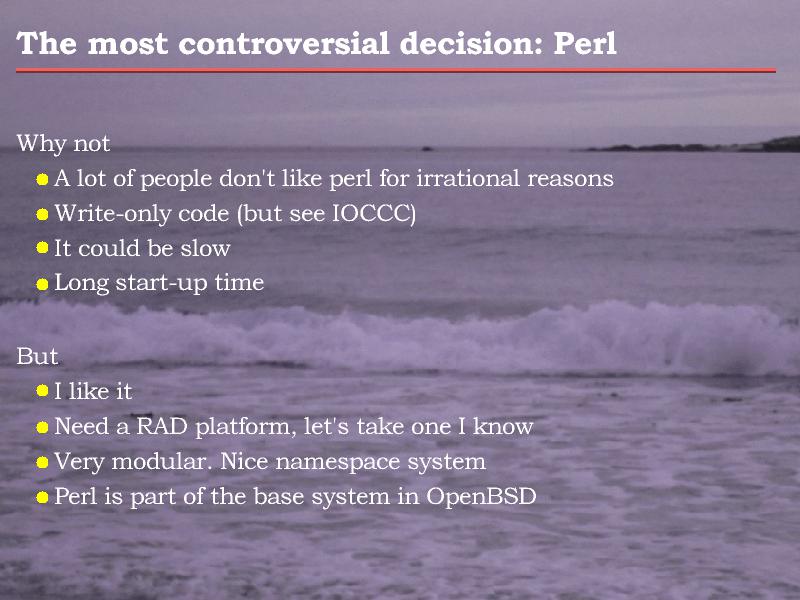 The most controversial decision: Perl
Why not
A lot of people don't like perl for irrational reasons
Write-only code (but see IOCCC)
It could be slow
Long start-up time
But
I like it
Need a RAD platform, let's take one I know
Very modular. Nice namespace system
Perl is part of the base system in OpenBSD